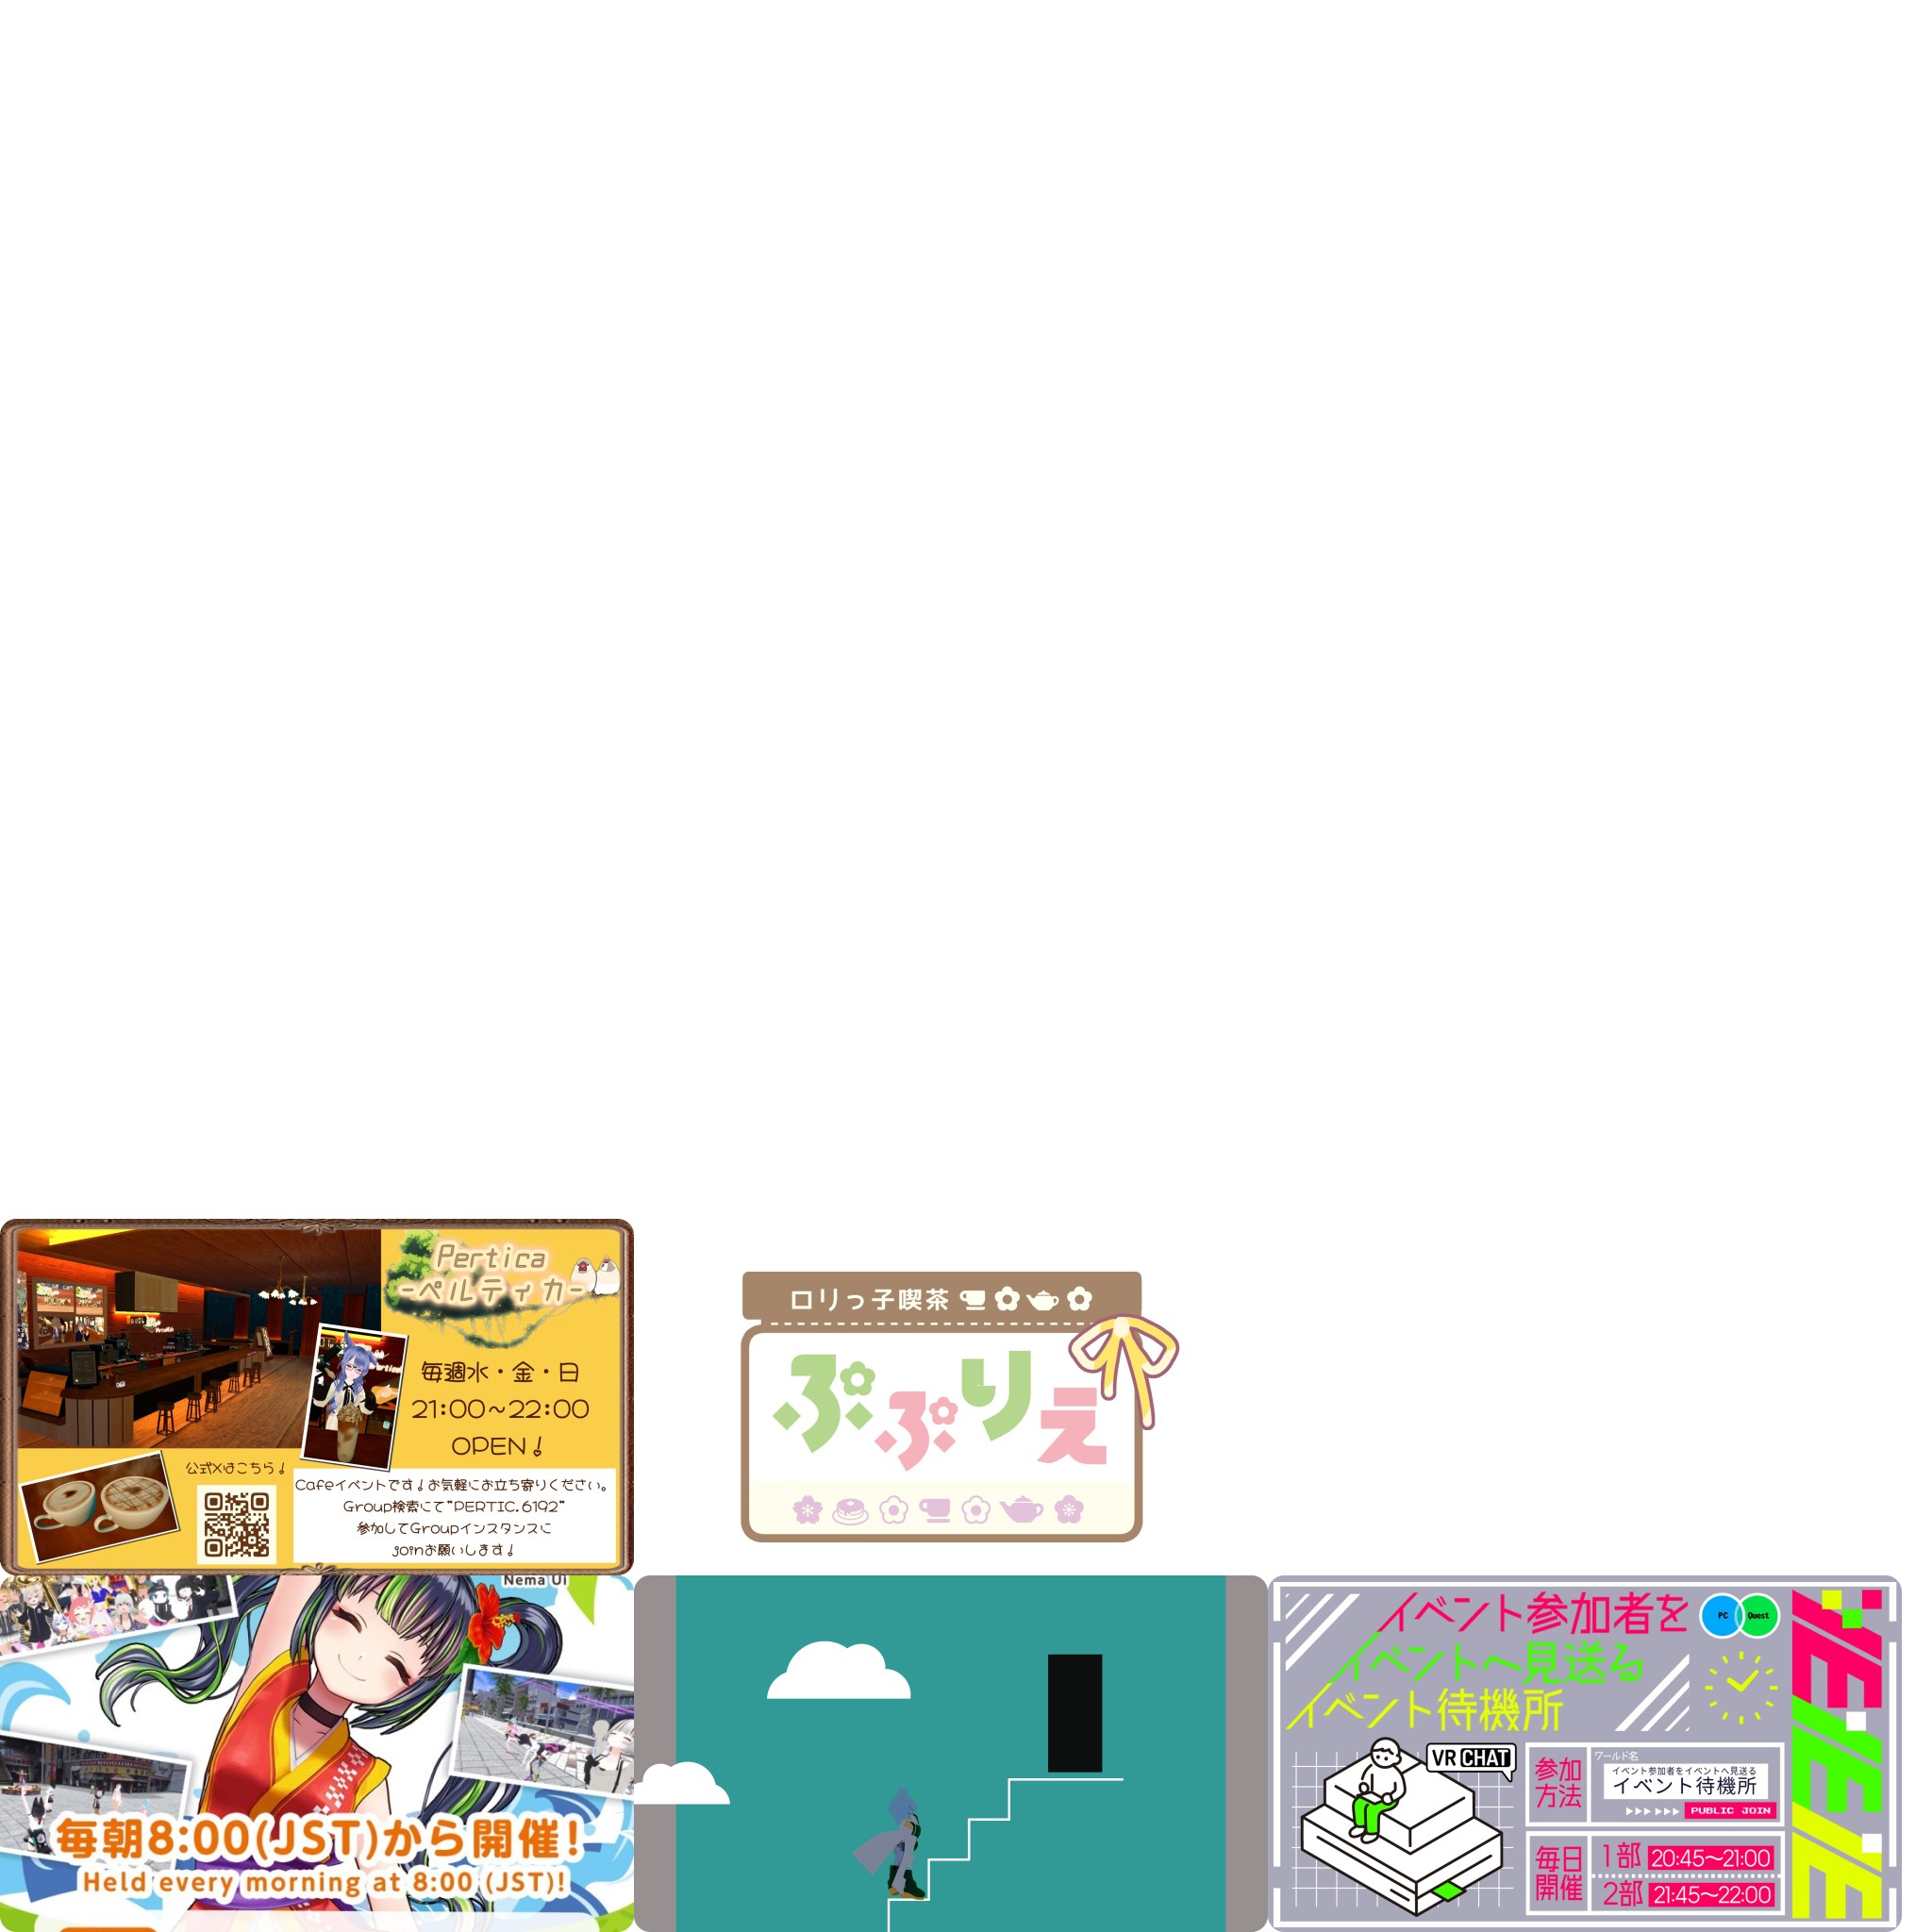 Pertica
-ペルティカ-
毎週水・金・日
21:00~22:00
OPEN!
公式Xはこちら!
Cafeイベントです!お気軽にお立ち寄りください。
Group検索にて"PERTIC.6192"
参加してGroupインスタンスに
joinお願いします!
ロリっ子喫茶
ぷぷりえ
Nema Ui
毎朝8:00(JST)から開催!
Held every morning at 8:00 (JST)!
イベント参加者を
イベントへ見送る
イベント待機所
PC
Quest
VRCHAT
参加
方法
ワールド名
イベント参加者をイベントへ見送る
イベント待機所
PUBLIC JOIN
毎日
開催
1部 20:45〜21:00
2部 21:45〜22:00